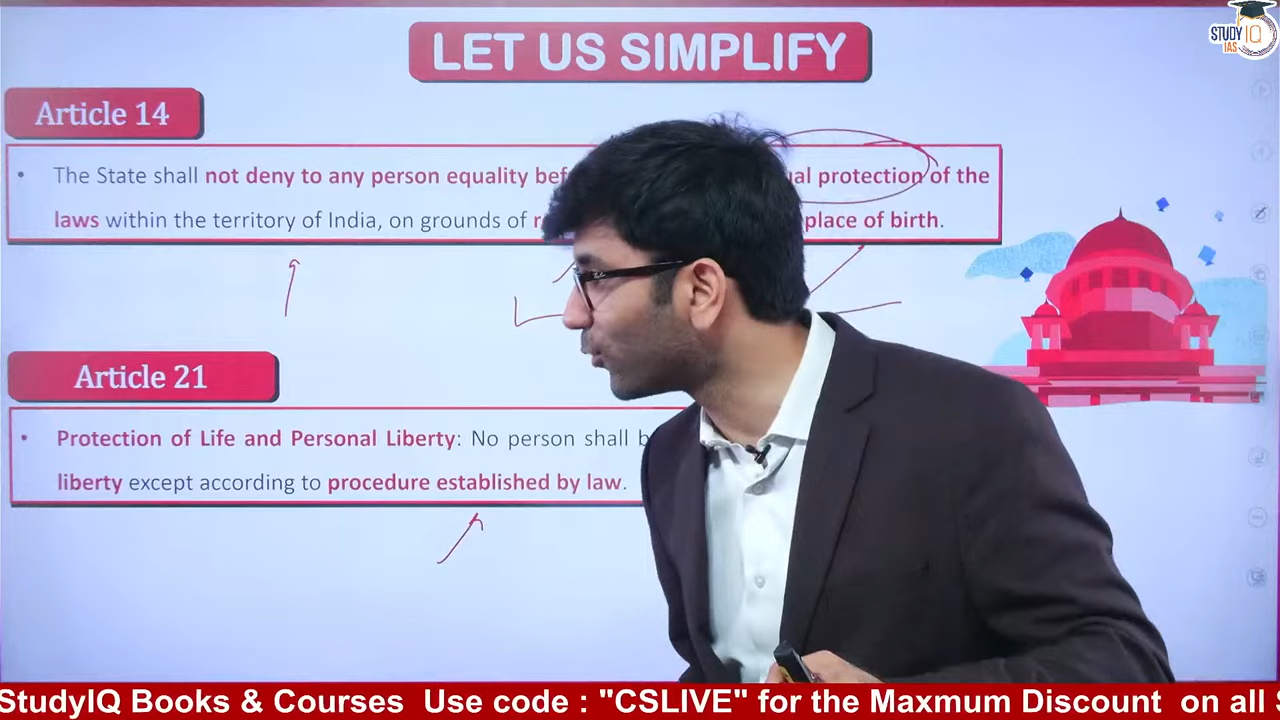 LET US SIMPLIFY
STUDY IQ
IAS
Article 14
• The State shall not deny to any person equality protection of the
laws within the territory of India, on grounds of place of birth.
Article 21
• Protection of Life and Personal Liberty: No person shall
liberty except according to procedure established by law.
StudyIQ Books & Courses Use code : "CSLIVE" for the Maxmum Discount on all